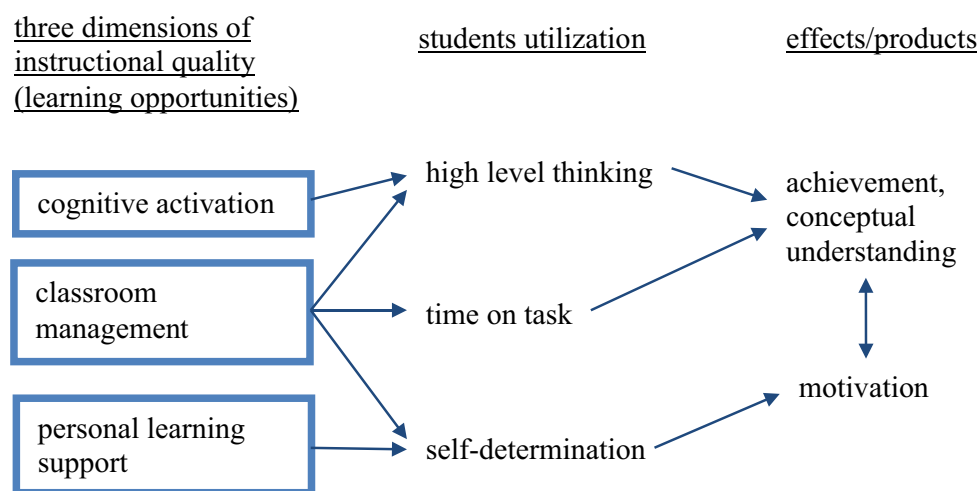 three dimensions of
instructional quality
(learning opportunities)
students utilization
effects/products
cognitive activation
classroom
management
personal learning
support
high level thinking
time on task
self-determination
achievement,
conceptual
understanding
motivation